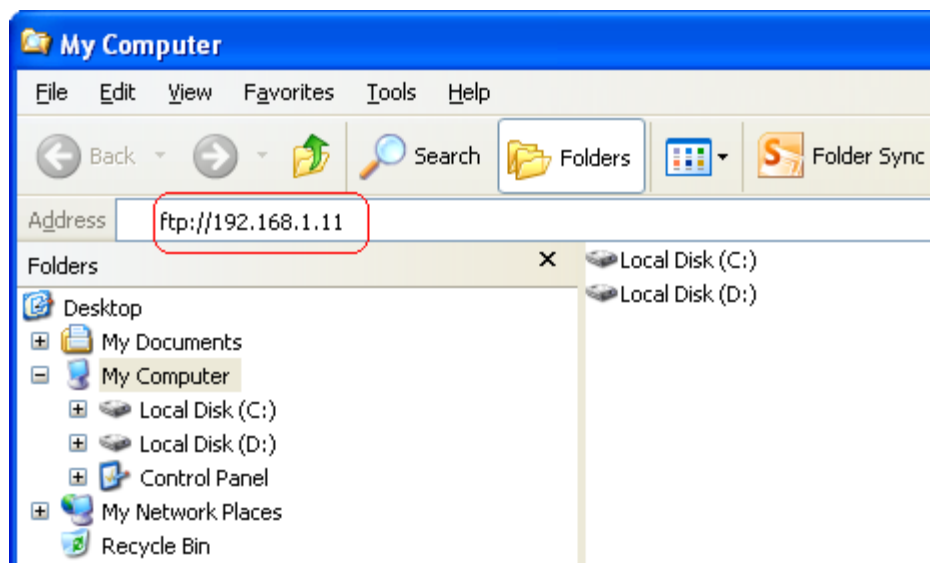 My Computer
File Edit View Favorites Tools Help
Back Search Folders Folder Sync
Address ftp://192.168.1.11
Folders
Local Disk (C:)
Local Disk (D:)
Desktop
My Documents
My Computer
Local Disk (C:)
Local Disk (D:)
Control Panel
My Network Places
Recycle Bin